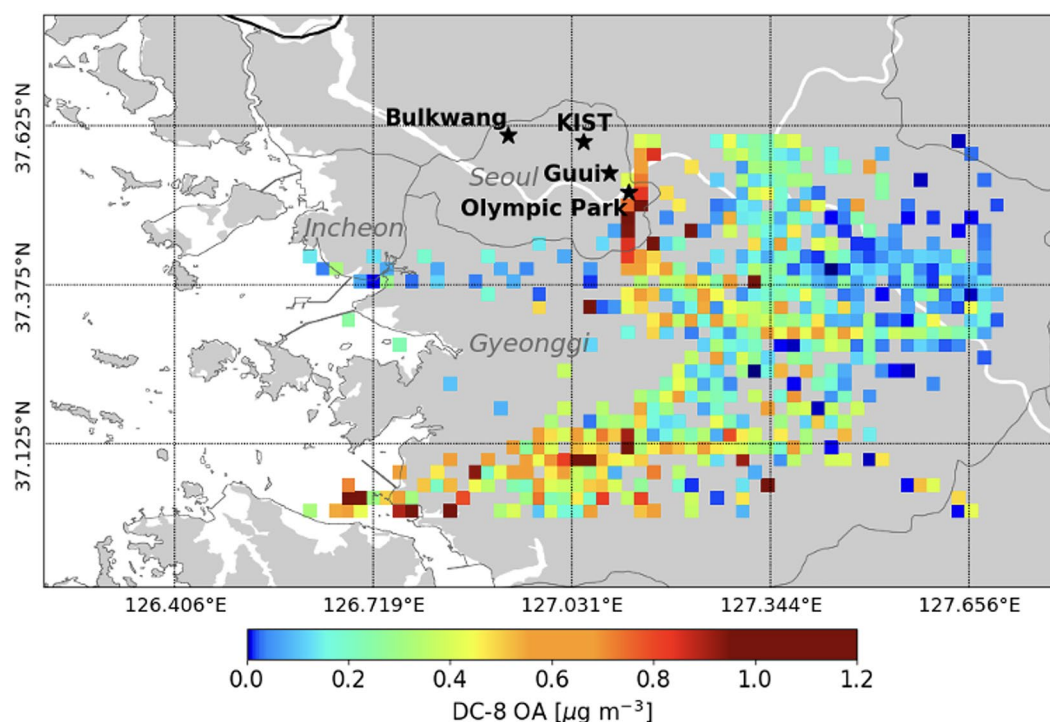 37.625°N
37.375°N
37.125°N
Bulkwang
KIST
Seoul
Guui
Olympic Park
Incheon
Gyeonggi
126.406°E 126.719°E 127.031°E 127.344°E 127.656°E
0.0 0.2 0.4 0.6 0.8 1.0 1.2
DC-8 OA [μg m⁻³]